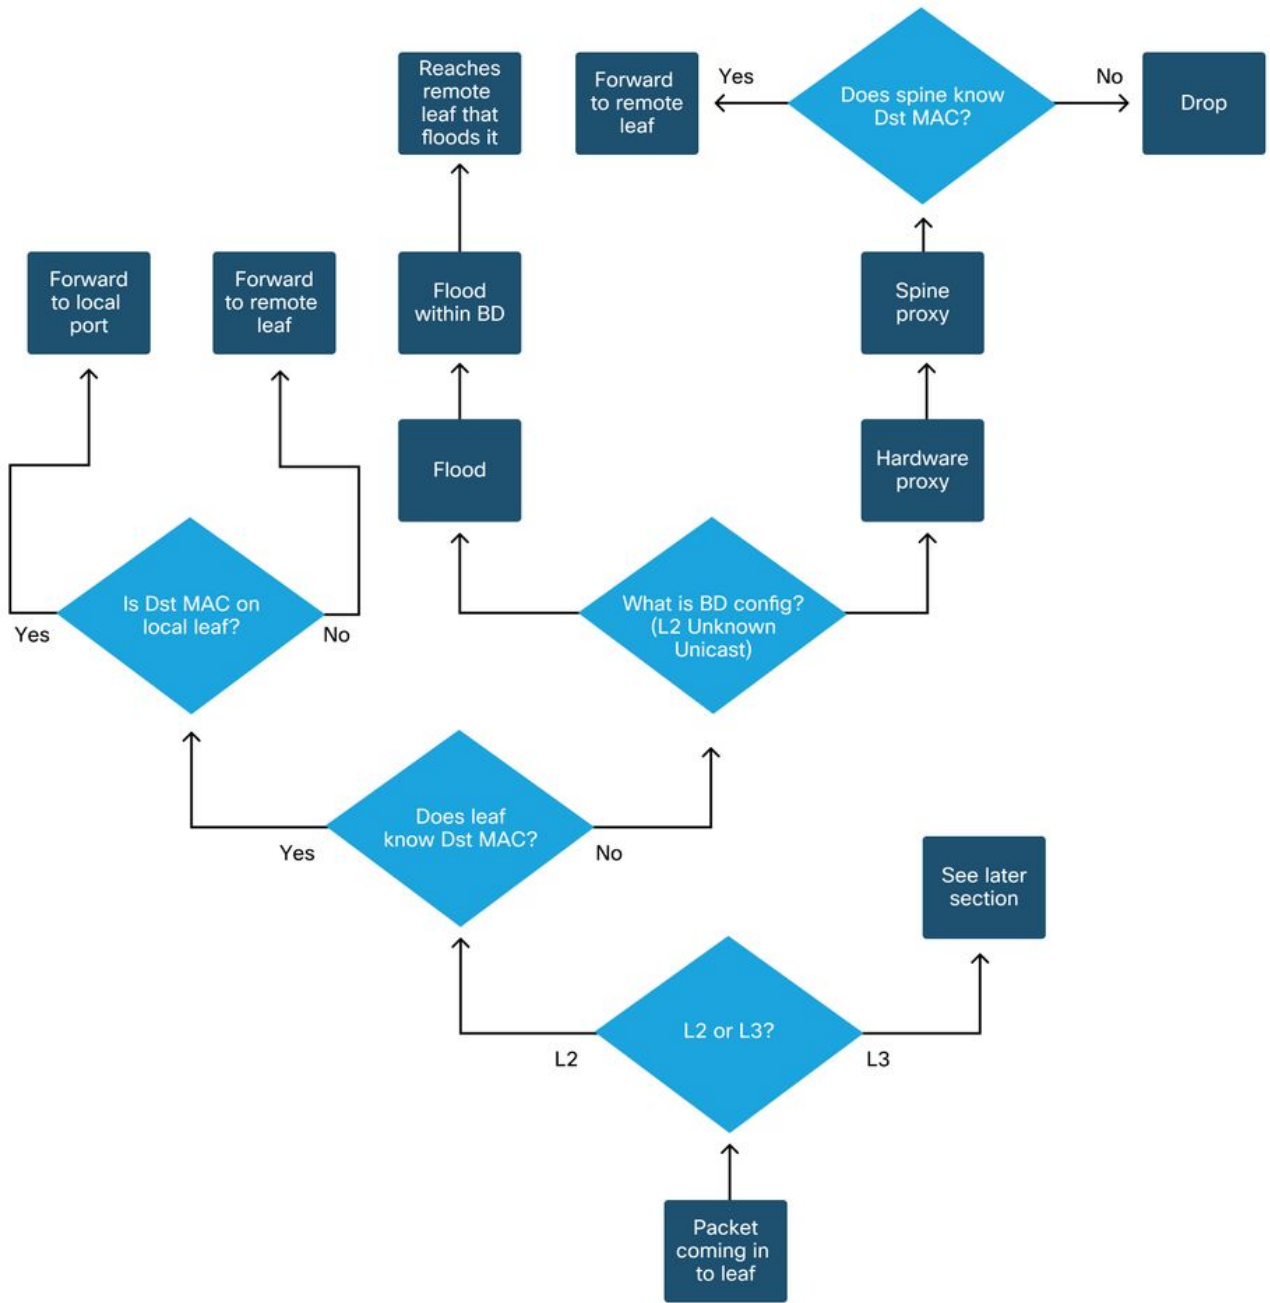 Reaches
remote
leaf that
floods it
Forward
to remote
leaf
Yes
Does spine know
Dst MAC?
No
Drop
Forward
to local
port
Forward
to remote
leaf
Flood
within BD
Spine
proxy
Flood
Hardware
proxy
Is Dst MAC on
local leaf?
Yes
No
What is BD config?
(L2 Unknown
Unicast)
Does leaf
know Dst MAC?
Yes
No
See later
section
L2 or L3?
L2
L3
Packet
coming in
to leaf